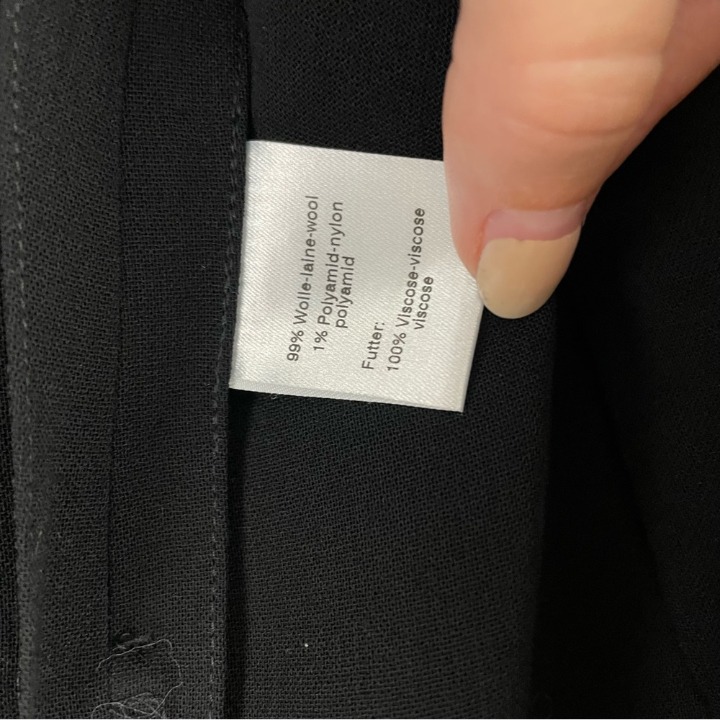 99% Wolle-laine-wool
1% Polyamid-nylon
polyamid
Futter:
100% Viscose-viscose
viscose